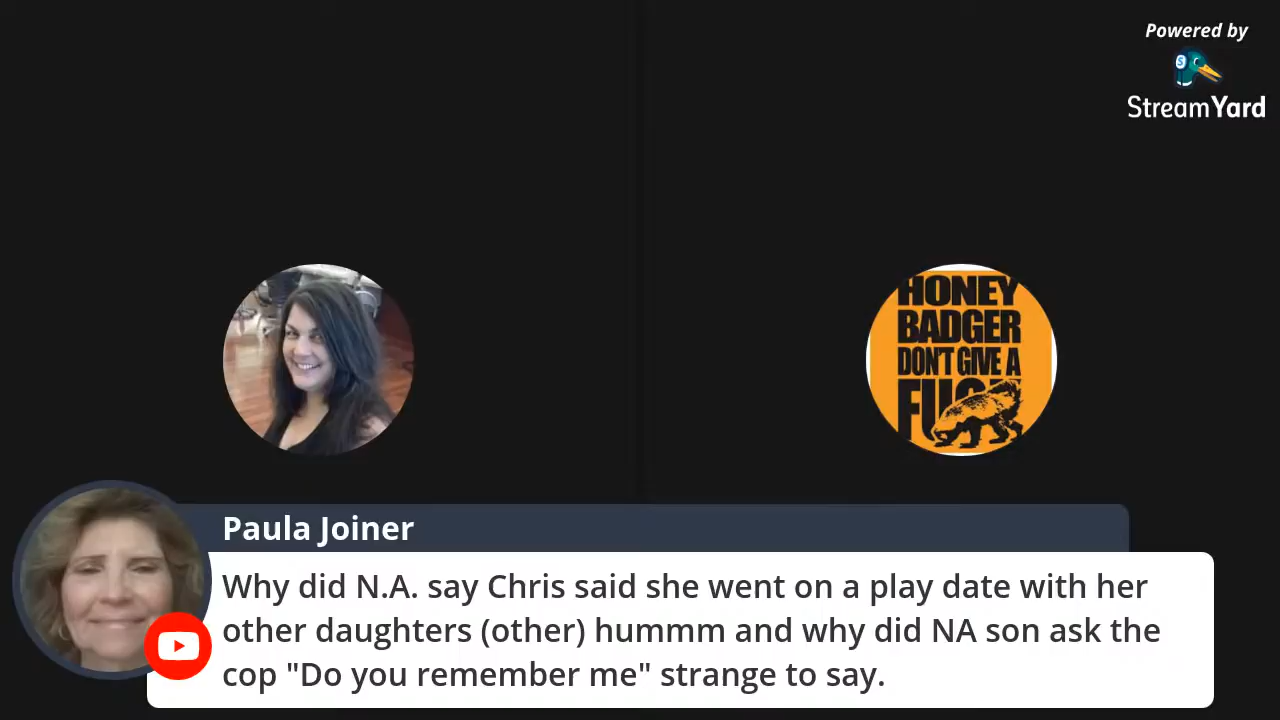 Powered by
StreamYard
HONEY
BADGER
DON'T GIVE A
Paula Joiner
Why did N.A. say Chris said she went on a play date with her
other daughters (other) hummm and why did NA son ask the
cop "Do you remember me" strange to say.